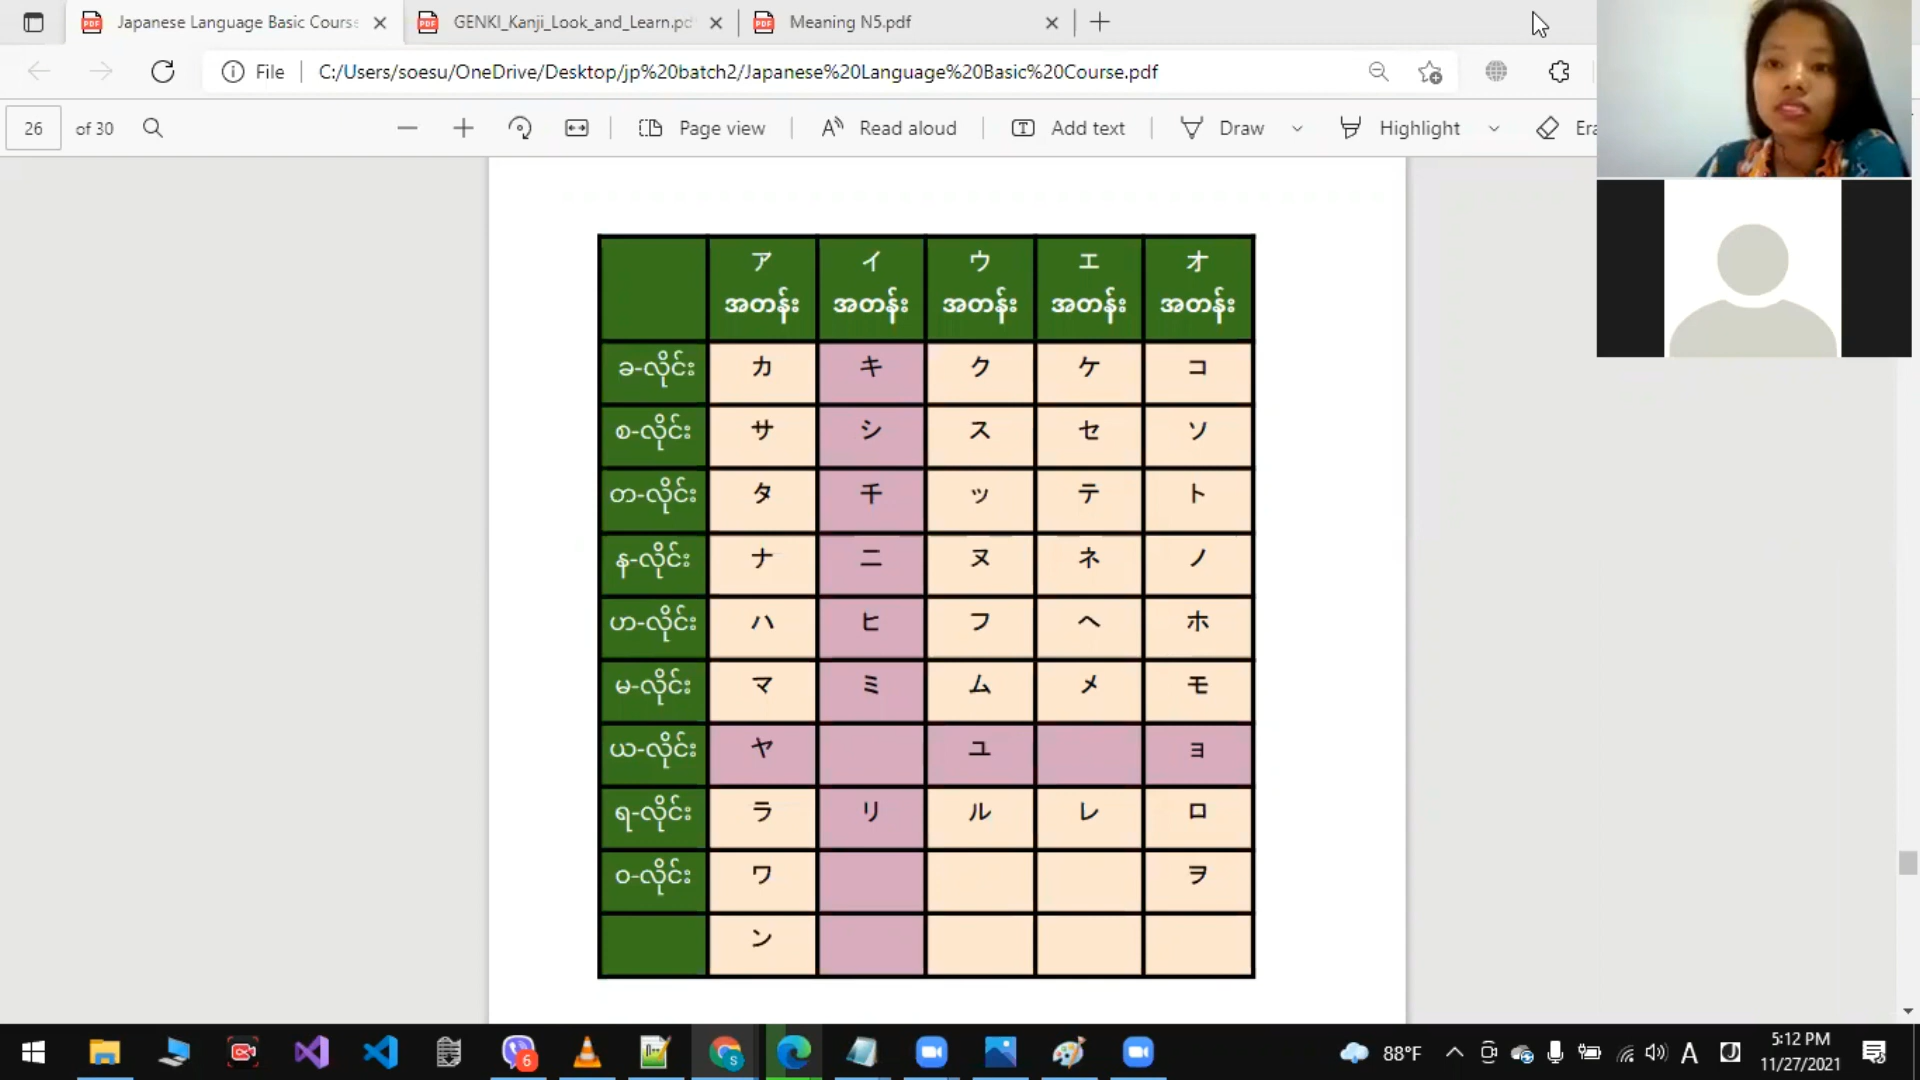 Japanese Language Basic Course
GENKI_Kanji_Look_and_Learn.pd
Meaning N5.pdf
File
C:/Users/soesu/OneDrive/Desktop/jp%20batch2/Japanese%20Language%20Basic%20Course.pdf
26 of 30
Page view
Read aloud
Add text
Draw
Highlight
Era
ア イ ウ エ オ
အတန်း အတန်း အတန်း အတန်း အတန်း
ခ-လိုင်း カ キ ク ケ コ
စ-လိုင်း サ シ ス セ ソ
တ-လိုင်း タ チ ッ テ ト
န-လိုင်း ナ ニ ヌ ネ ノ
ဟ-လိုင်း ハ ヒ フ ヘ ホ
မ-လိုင်း マ ミ ム メ モ
ယ-လိုင်း ヤ ユ ョ
ရ-လိုင်း ラ リ ル レ ロ
ဝ-လိုင်း ワ ヲ
ン
6
S
88°F
A
J
5:12 PM
11/27/2021